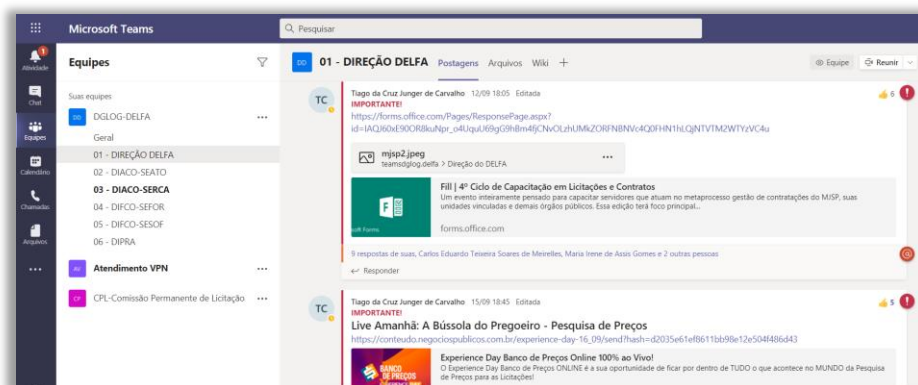 Microsoft Teams
Pesquisar
1
Atividade
Chat
Equipes
Calendário
Chamadas
Arquivos
Equipes
Suas equipes
DD
DGLOG-DELFA
Geral
01 - DIREÇÃO DELFA
02 - DIACO-SEATO
03 - DIACO-SERCA
04 - DIFCO-SEFOR
05 - DIFCO-SESOF
06 - DIPRA
AV
Atendimento VPN
CP
CPL-Comissão Permanente de Licitação
DD
01 - DIREÇÃO DELFA Postagens Arquivos Wiki +
Equipe
Reunir
TC
Tiago da Cruz Junger de Carvalho 12/09 18:05 Editada
6
IMPORTANTE!
https://forms.office.com/Pages/ResponsePage.aspx?
mjsp2.jpeg
teamsdglog.delfa > Direção do DELFA
Fill | 4º Ciclo de Capacitação em Licitações e Contratos
Um evento inteiramente pensado para capacitar servidores que atuam no metaprocesso gestão de contratações do MJSP, suas
unidades vinculadas e demais órgãos públicos. Essa edição terá foco principal...
soft Forms
forms.office.com
9 respostas de suas, Carlos Eduardo Teixeira Soares de Meirelles, Maria Irene de Assis Gomes e 2 outras pessoas
Responder
TC
Tiago da Cruz Junger de Carvalho 15/09 18:45 Editada
5
IMPORTANTE!
Live Amanhã: A Bússola do Pregoeiro - Pesquisa de Preços
https://conteudo.negociospublicos.com.br/experience-day-16_09/send?hash=d2035e61ef8611bb98e12e504f486d43
BANCO
DE PREÇOS
Experience Day Banco de Preços Online 100% ao Vivo!
O Experience Day Banco de Preços ONLINE é a sua oportunidade de ficar por dentro de TUDO o que acontece no MUNDO da Pesquisa
de Preços para as Licitações!